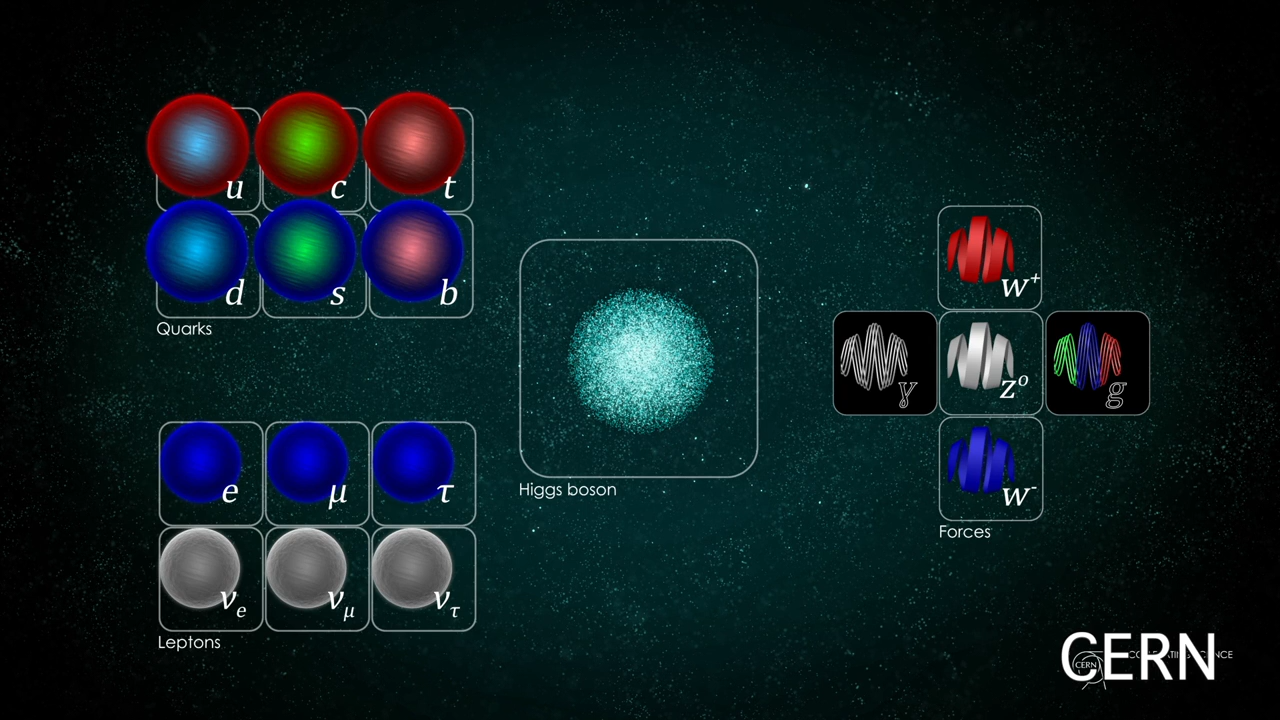 u c t
d s b
Quarks
e μ τ
νe νμ ντ
Leptons
Higgs boson
W+
γ Z0 g
W-
Forces
CERN
CERN